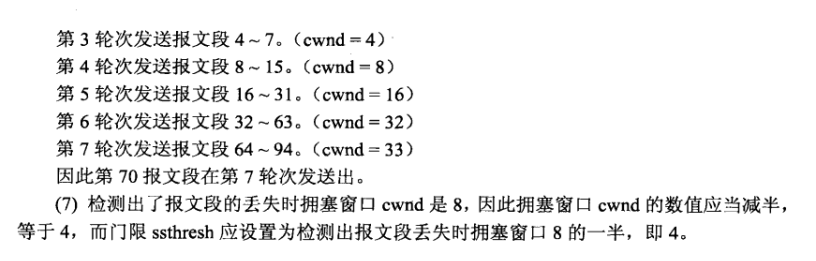 第 3 轮次发送报文段 4 ~ 7。（cwnd = 4）
第 4 轮次发送报文段 8 ~ 15。（cwnd = 8）
第 5 轮次发送报文段 16 ~ 31。（cwnd = 16）
第 6 轮次发送报文段 32 ~ 63。（cwnd = 32）
第 7 轮次发送报文段 64 ~ 94。（cwnd = 33）
因此第 70 报文段在第 7 轮次发送出。
(7) 检测出了报文段的丢失时拥塞窗口 cwnd 是 8，因此拥塞窗口 cwnd 的数值应当减半，
等于 4，而门限 ssthresh 应设置为检测出报文段丢失时拥塞窗口 8 的一半，即 4。